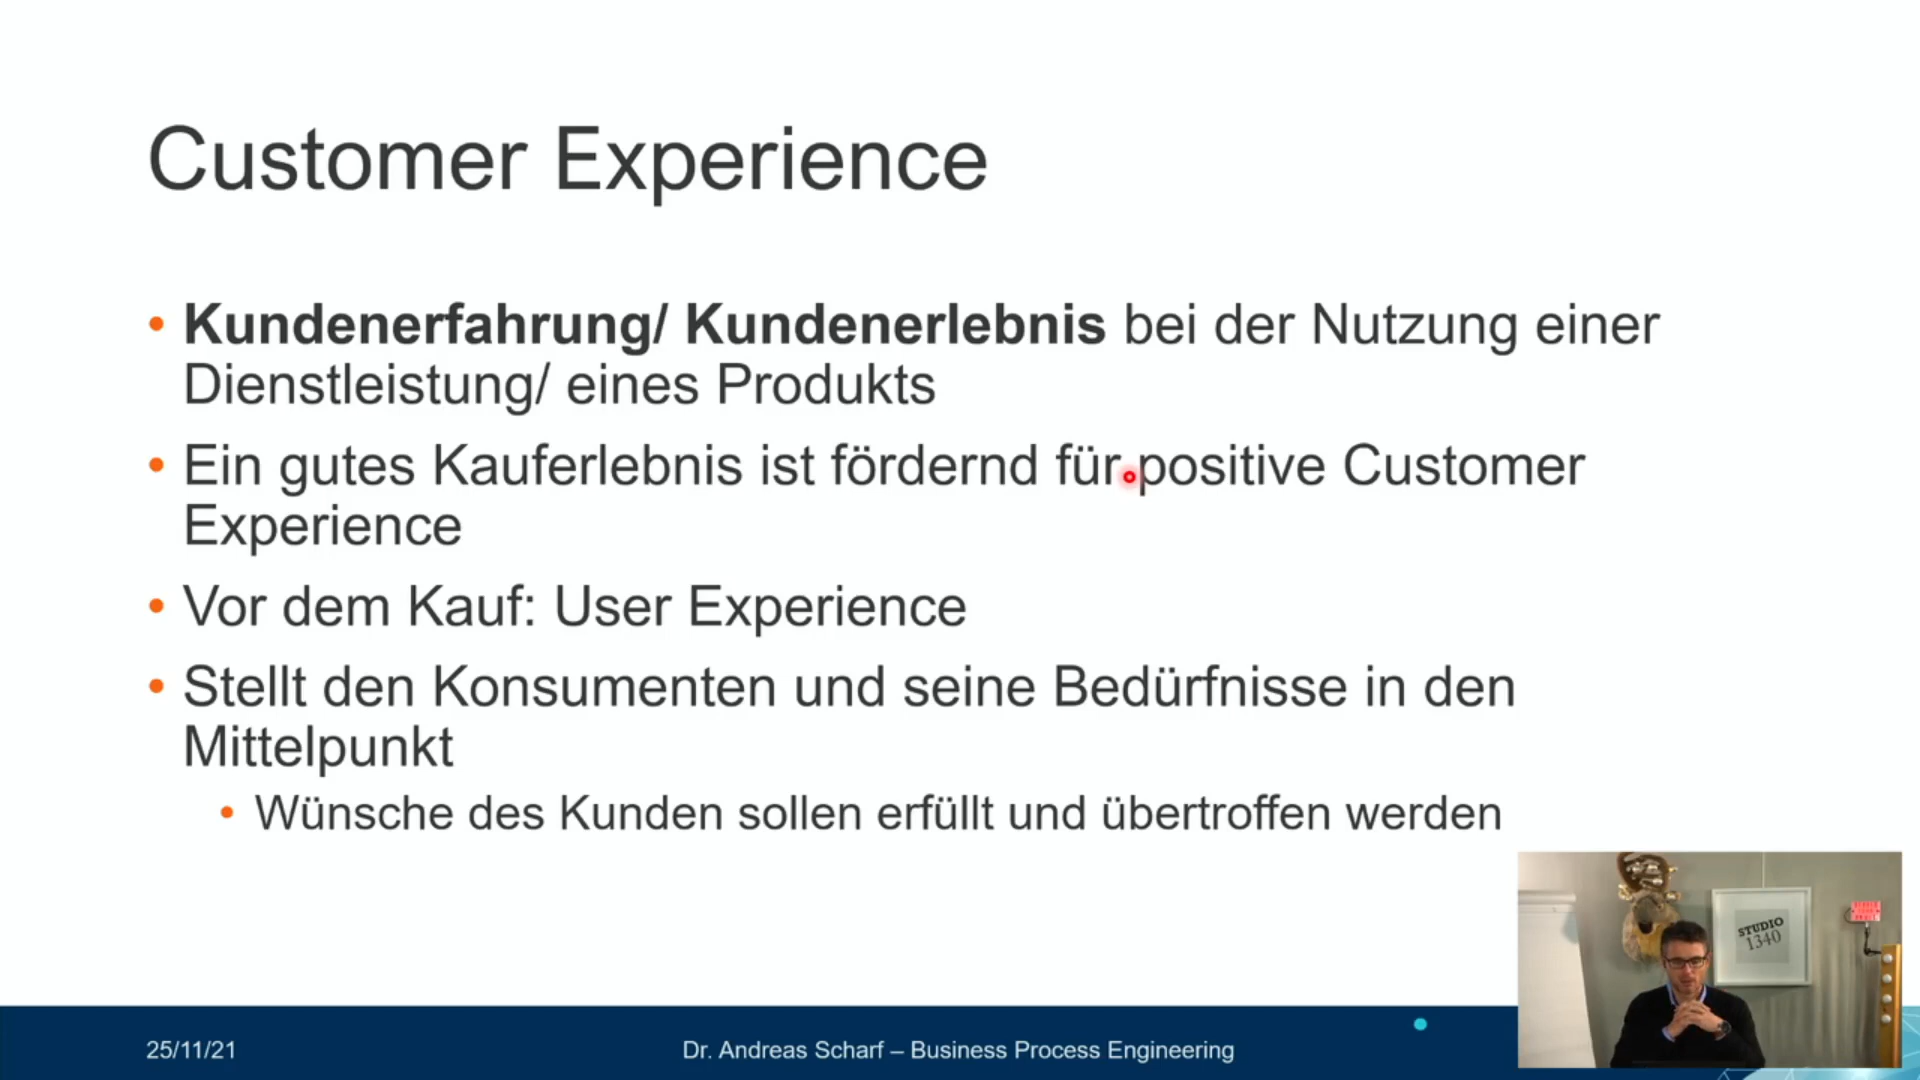 Customer Experience
• Kundenerfahrung/ Kundenerlebnis bei der Nutzung einer
Dienstleistung/ eines Produkts
• Ein gutes Kauferlebnis ist fördernd für positive Customer
Experience
• Vor dem Kauf: User Experience
• Stellt den Konsumenten und seine Bedürfnisse in den
Mittelpunkt
• Wünsche des Kunden sollen erfüllt und übertroffen werden
STUDIO
1340
25/11/21
Dr. Andreas Scharf – Business Process Engineering